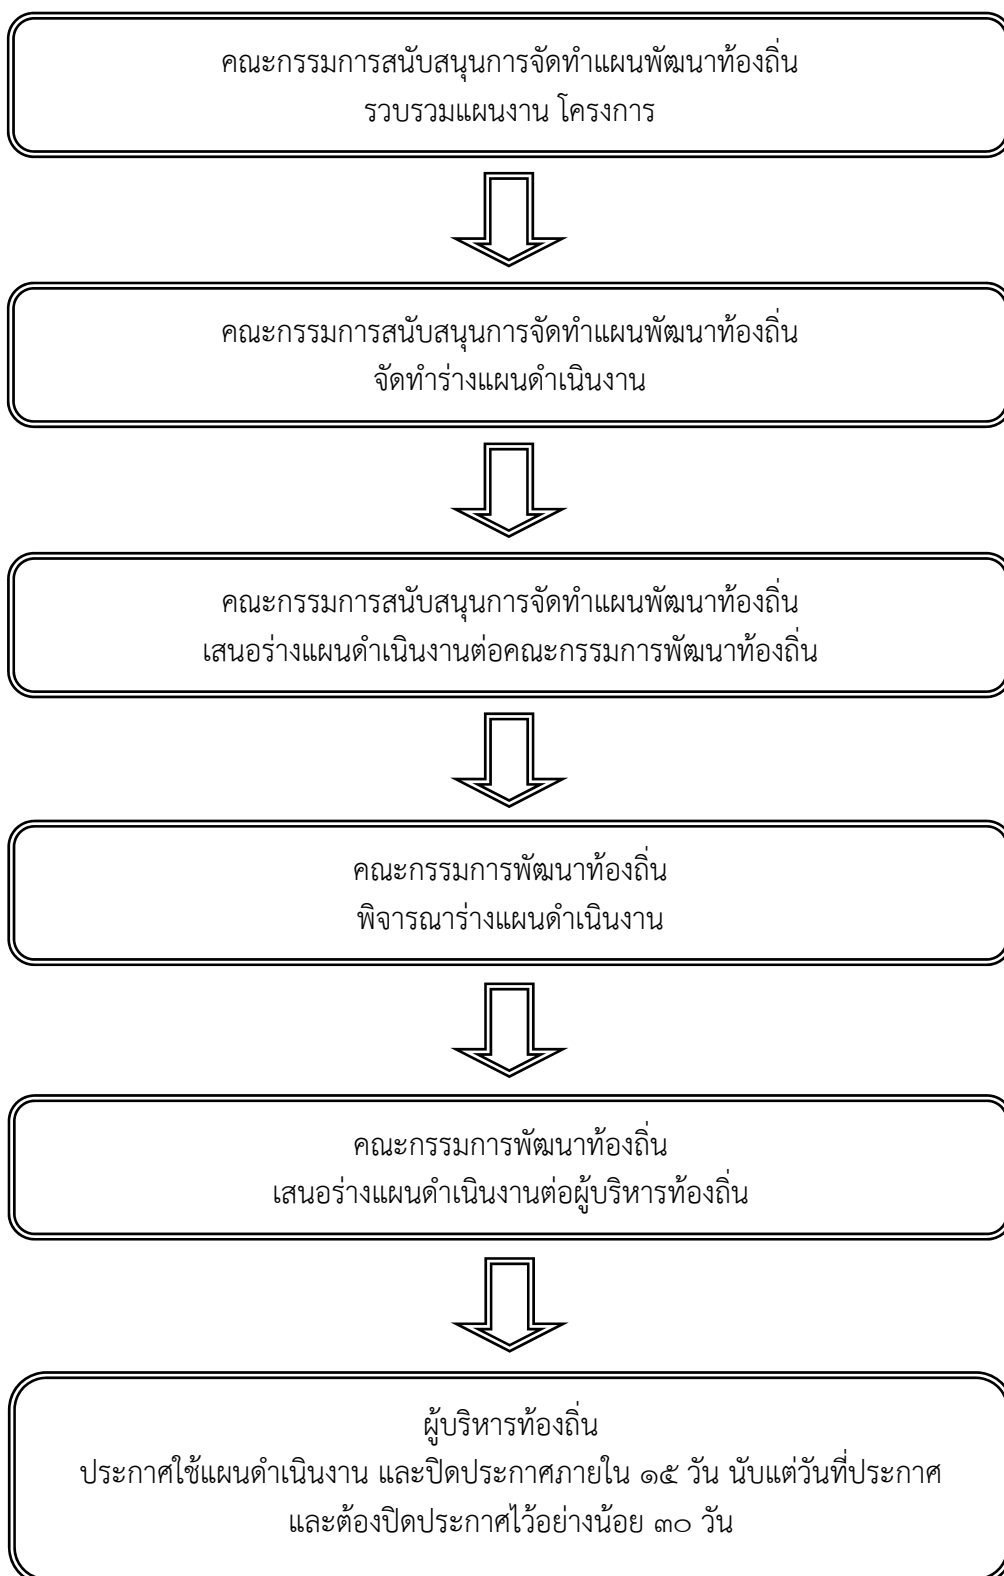 คณะกรรมการสนับสนุนการจัดทำแผนพัฒนาท้องถิ่น
รวบรวมแผนงาน โครงการ
คณะกรรมการสนับสนุนการจัดทำแผนพัฒนาท้องถิ่น
จัดทำร่างแผนดำเนินงาน
คณะกรรมการสนับสนุนการจัดทำแผนพัฒนาท้องถิ่น
เสนอร่างแผนดำเนินงานต่อคณะกรรมการพัฒนาท้องถิ่น
คณะกรรมการพัฒนาท้องถิ่น
พิจารณาร่างแผนดำเนินงาน
คณะกรรมการพัฒนาท้องถิ่น
เสนอร่างแผนดำเนินงานต่อผู้บริหารท้องถิ่น
ผู้บริหารท้องถิ่น
ประกาศใช้แผนดำเนินงาน และปิดประกาศภายใน ๑๕ วัน นับแต่วันที่ประกาศ
และต้องปิดประกาศไว้อย่างน้อย ๓๐ วัน